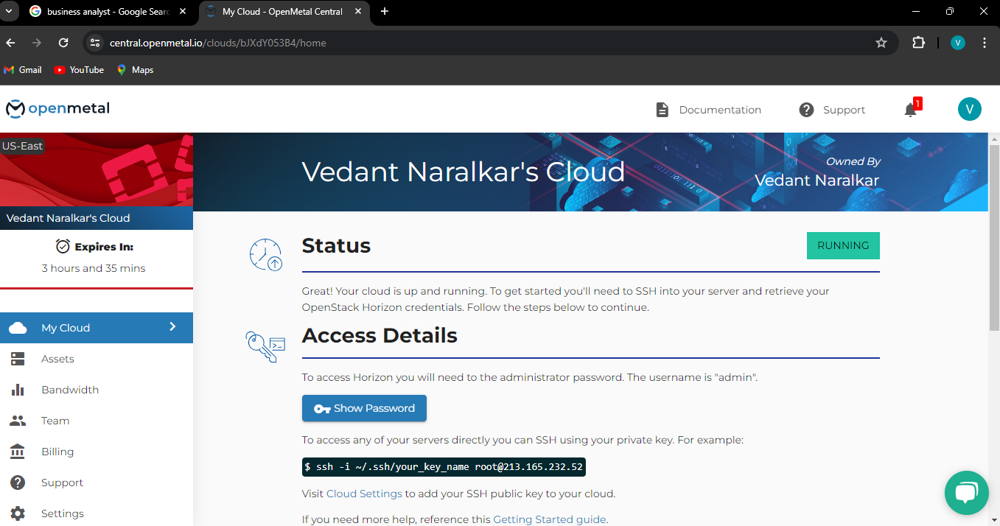 business analyst - Google Searc
My Cloud - OpenMetal Central
central.openmetal.io/clouds/bJXdY053B4/home
V
Gmail
YouTube
Maps
openmetal
Documentation
Support
1
V
US-East
Vedant Naralkar's Cloud
Expires In:
3 hours and 35 mins
My Cloud
Assets
Bandwidth
Team
Billing
Support
Settings
Vedant Naralkar's Cloud
Owned By
Vedant Naralkar
Status
RUNNING
Great! Your cloud is up and running. To get started you'll need to SSH into your server and retrieve your
OpenStack Horizon credentials. Follow the steps below to continue.
Access Details
To access Horizon you will need to the administrator password. The username is "admin".
Show Password
To access any of your servers directly you can SSH using your private key. For example:
$ ssh -i ~/.ssh/your_key_name root@213.165.232.52
Visit Cloud Settings to add your SSH public key to your cloud.
If you need more help, reference this Getting Started guide.